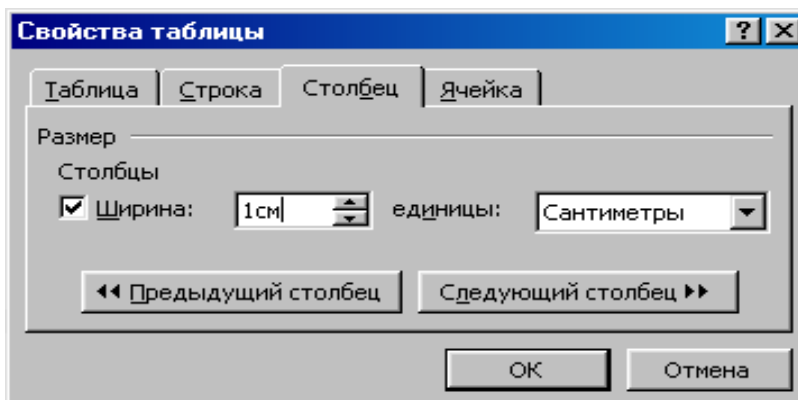 Свойства таблицы ? ×
Таблица Строка Столбец Ячейка
Размер
Столбцы
Ширина: 1см единицы: Сантиметры
Предыдущий столбец Следующий столбец
ОК Отмена